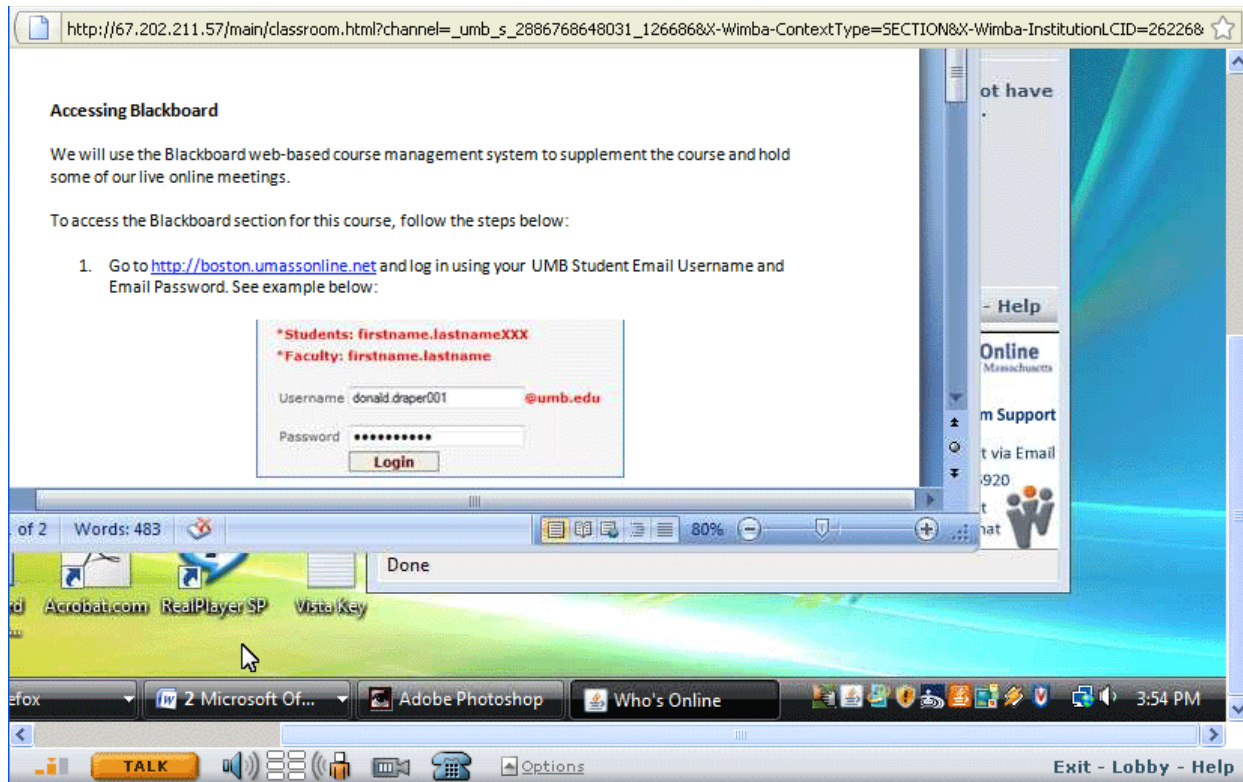 http://67.202.211.57/main/classroom.html?channel=_umb_s_2886768648031_126686&X-Wimba-ContextType=SECTION&X-Wimba-InstitutionLCID=26226&
ot have
.
Accessing Blackboard
We will use the Blackboard web-based course management system to supplement the course and hold
some of our live online meetings.
To access the Blackboard section for this course, follow the steps below:
1. Go to http://boston.umassonline.net and log in using your UMB Student Email Username and
Email Password. See example below:
*Students: firstname.lastnameXXX
*Faculty: firstname.lastname
Username donald.draper001 @umb.edu
Password ••••••••••
Login
- Help
Online
Massachusetts
m Support
t via Email
5920
t
hat
of 2 Words: 483 80%
Done
d Acrobat.com RealPlayer SP Vista Key
efox 2 Microsoft Of... Adobe Photoshop Who's Online 3:54 PM
TALK Options Exit - Lobby - Help